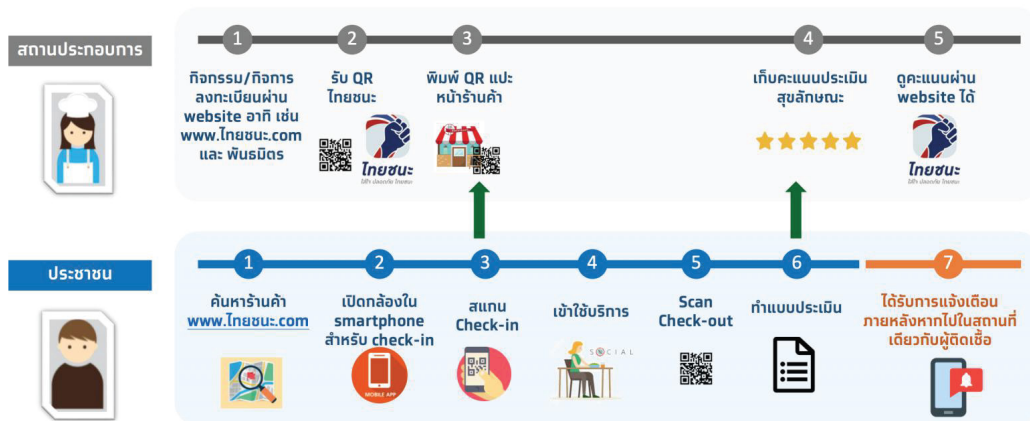 สถานประกอบการ
1
2
3
4
5
กิจกรรม/กิจการ
ลงทะเบียนผ่าน
website อาทิ เช่น
www.ไทยชนะ.com
และ พันธมิตร
รับ QR
ไทยชนะ
ไทยชนะ
พิมพ์ QR แปะ
หน้าร้านค้า
เก็บคะแนนประเมิน
สุขลักษณะ
ดูคะแนนผ่าน
website ได้
ไทยชนะ
ประชาชน
1
2
3
4
5
6
7
ค้นหาร้านค้า
www.ไทยชนะ.com
เปิดกล้องใน
smartphone
สำหรับ check-in
MOBILE APP
สแกน
Check-in
เข้าใช้บริการ
SOCIAL
Scan
Check-out
ทำแบบประเมิน
ได้รับการแจ้งเตือน
ภายหลังหากไปในสถานที่
เดียวกับผู้ติดเชื้อ